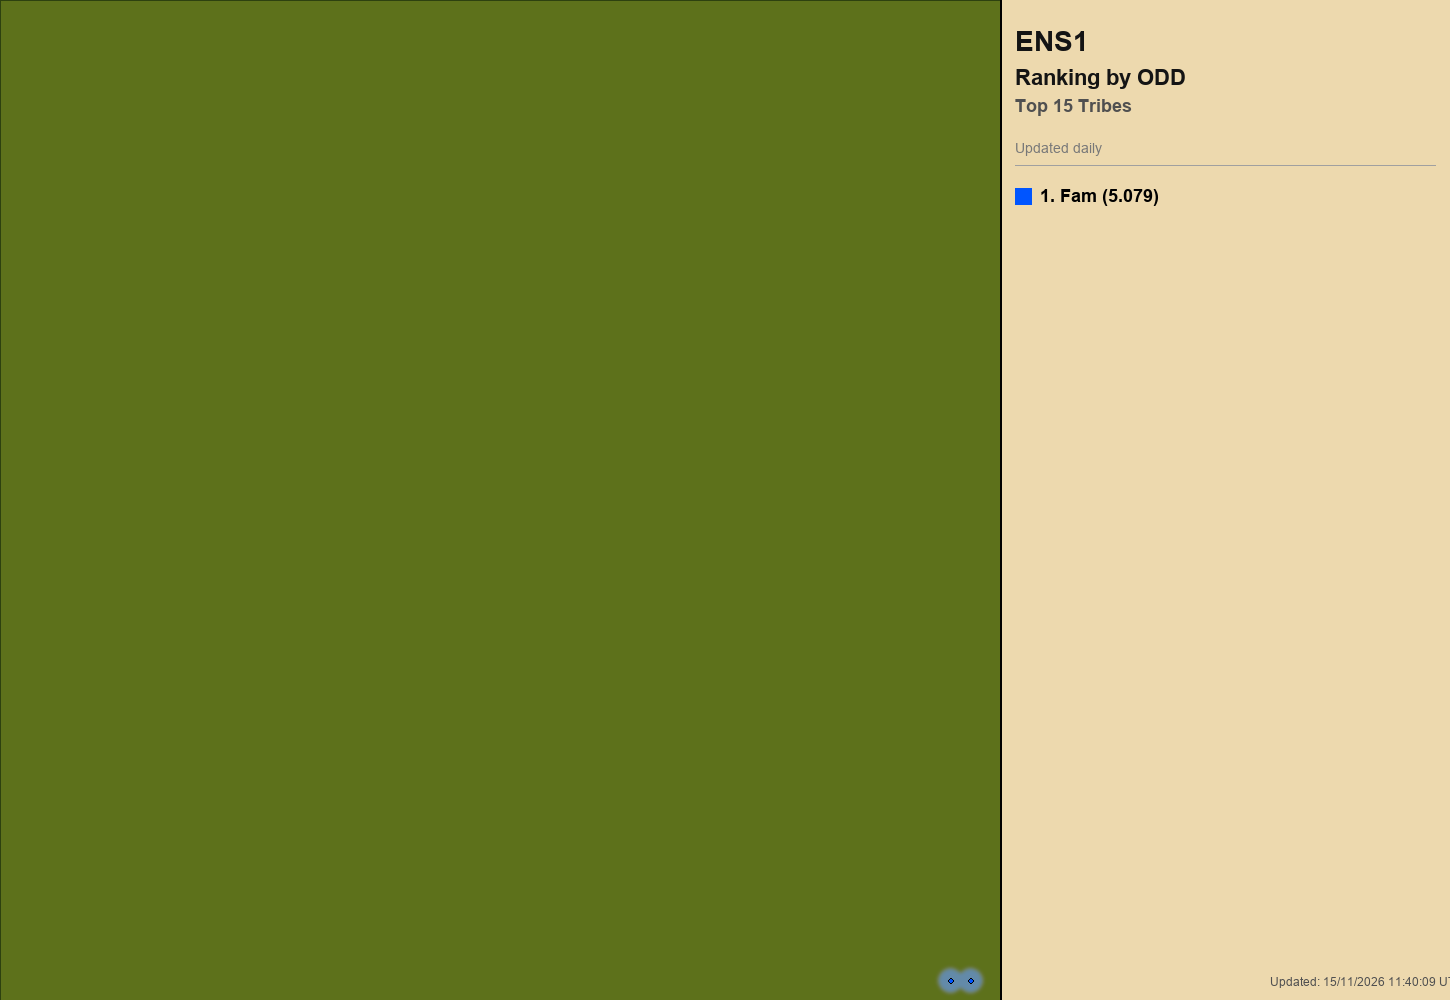 ENS1
Ranking by ODD
Top 15 Tribes
Updated daily
1. Fam (5.079)
Updated: 15/11/2026 11:40:09